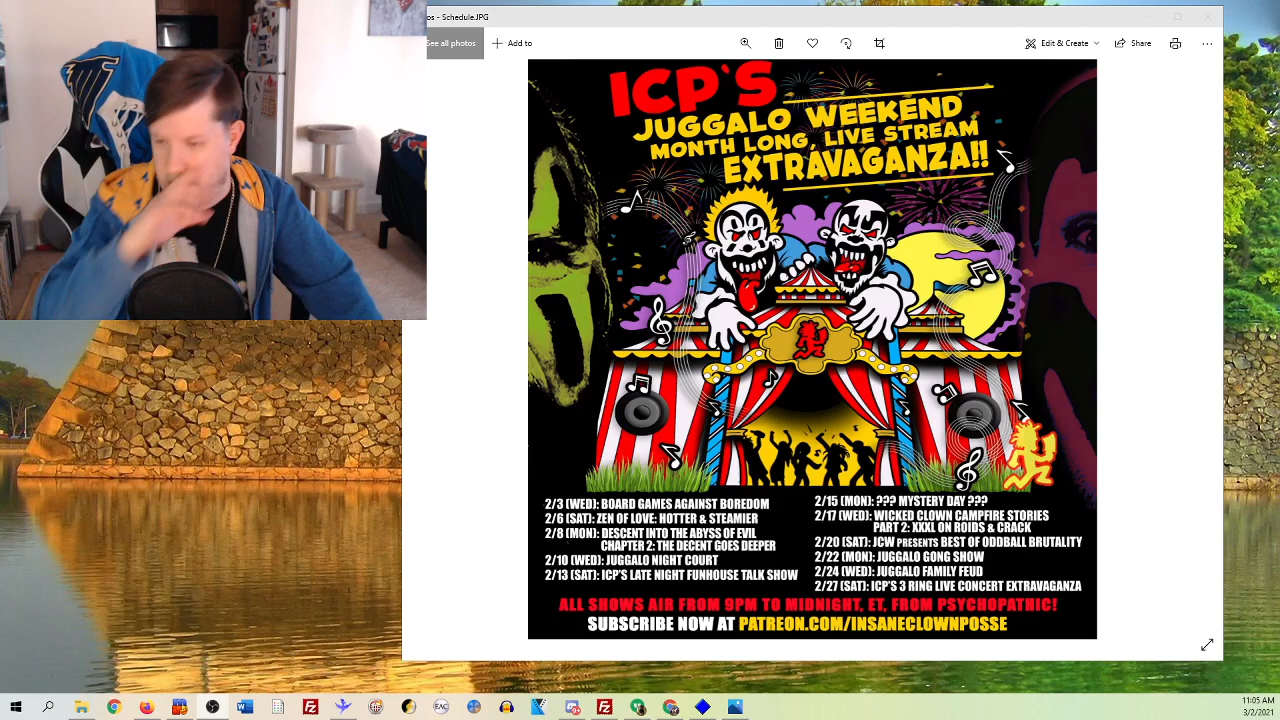 os - Schedule.JPG
See all photos
Add to
Edit & Create
Share
ICP'S
JUGGALO WEEKEND
MONTH LONG, LIVE STREAM
EXTRAVAGANZA!!
2/3 (WED): BOARD GAMES AGAINST BOREDOM
2/6 (SAT): ZEN OF LOVE: HOTTER & STEAMIER
2/8 (MON): DESCENT INTO THE ABYSS OF EVIL
CHAPTER 2: THE DECENT GOES DEEPER
2/10 (WED): JUGGALO NIGHT COURT
2/13 (SAT): ICP'S LATE NIGHT FUNHOUSE TALK SHOW
2/15 (MON): ??? MYSTERY DAY ???
2/17 (WED): WICKED CLOWN CAMPFIRE STORIES
PART 2: XXXL ON ROIDS & CRACK
2/20 (SAT): JCW PRESENTS BEST OF ODDBALL BRUTALITY
2/22 (MON): JUGGALO GONG SHOW
2/24 (WED): JUGGALO FAMILY FEUD
2/27 (SAT): ICP'S 3 RING LIVE CONCERT EXTRAVAGANZA
ALL SHOWS AIR FROM 9PM TO MIDNIGHT, ET, FROM PSYCHOPATHIC!
SUBSCRIBE NOW AT PATREON.COM/INSANECLOWNPOSSE
EAC
11:05 AM
3/2/2021